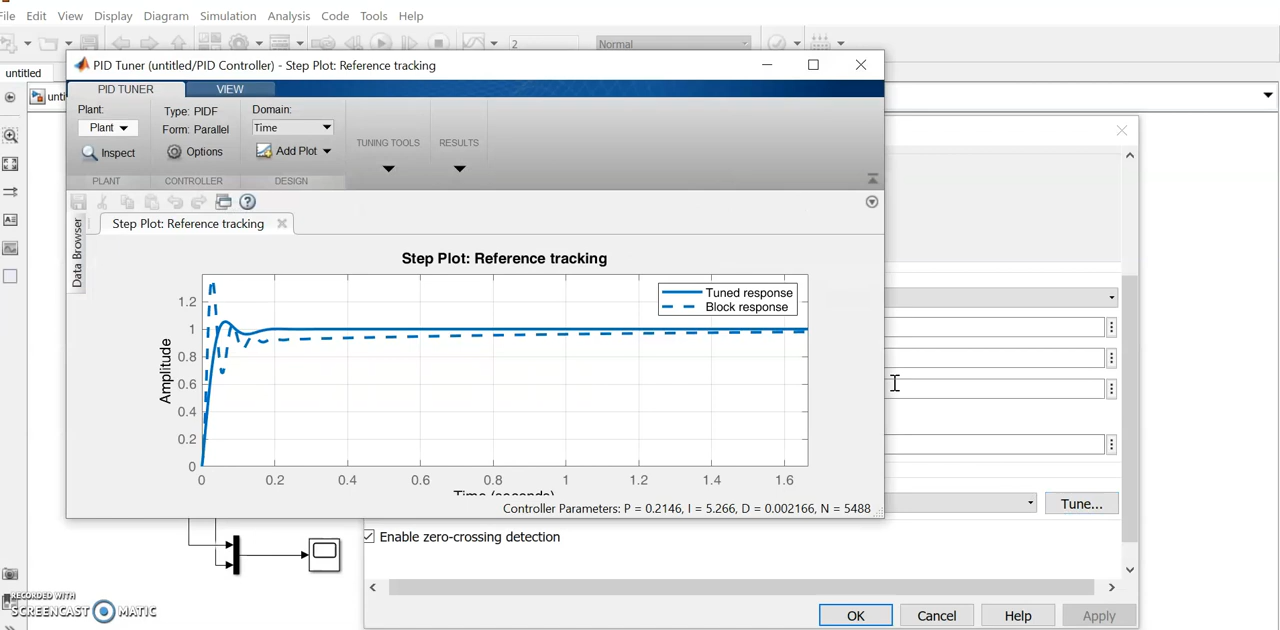 File Edit View Display Diagram Simulation Analysis Code Tools Help
2 Normal
untitled
PID Tuner (untitled/PID Controller) - Step Plot: Reference tracking
PID TUNER VIEW
Plant:
Plant
Inspect
PLANT
Type: PIDF
Form: Parallel
Options
CONTROLLER
Domain:
Time
Add Plot
DESIGN
TUNING TOOLS
RESULTS
Step Plot: Reference tracking
Data Browser
Step Plot: Reference tracking
Tuned response
Block response
Amplitude
1.2
1
0.8
0.6
0.4
0.2
0
0 0.2 0.4 0.6 0.8 1 1.2 1.4 1.6
Time (seconds)
Controller Parameters: P = 0.2146, I = 5.266, D = 0.002166, N = 5488
Tune...
Enable zero-crossing detection
OK Cancel Help Apply
RECORDED WITH
SCREENCAST MATIC